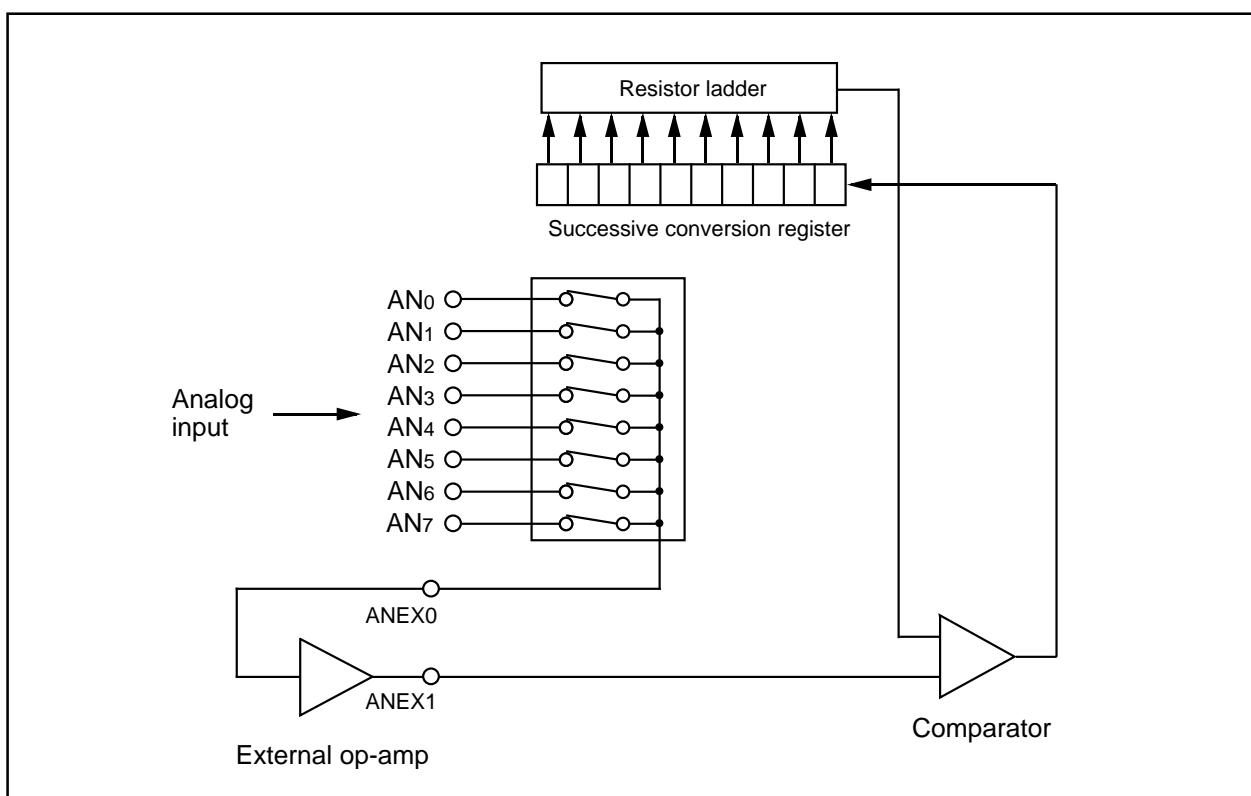 Resistor ladder
Successive conversion register
AN0
AN1
AN2
AN3
AN4
AN5
AN6
AN7
Analog
input
ANEX0
ANEX1
External op-amp
Comparator